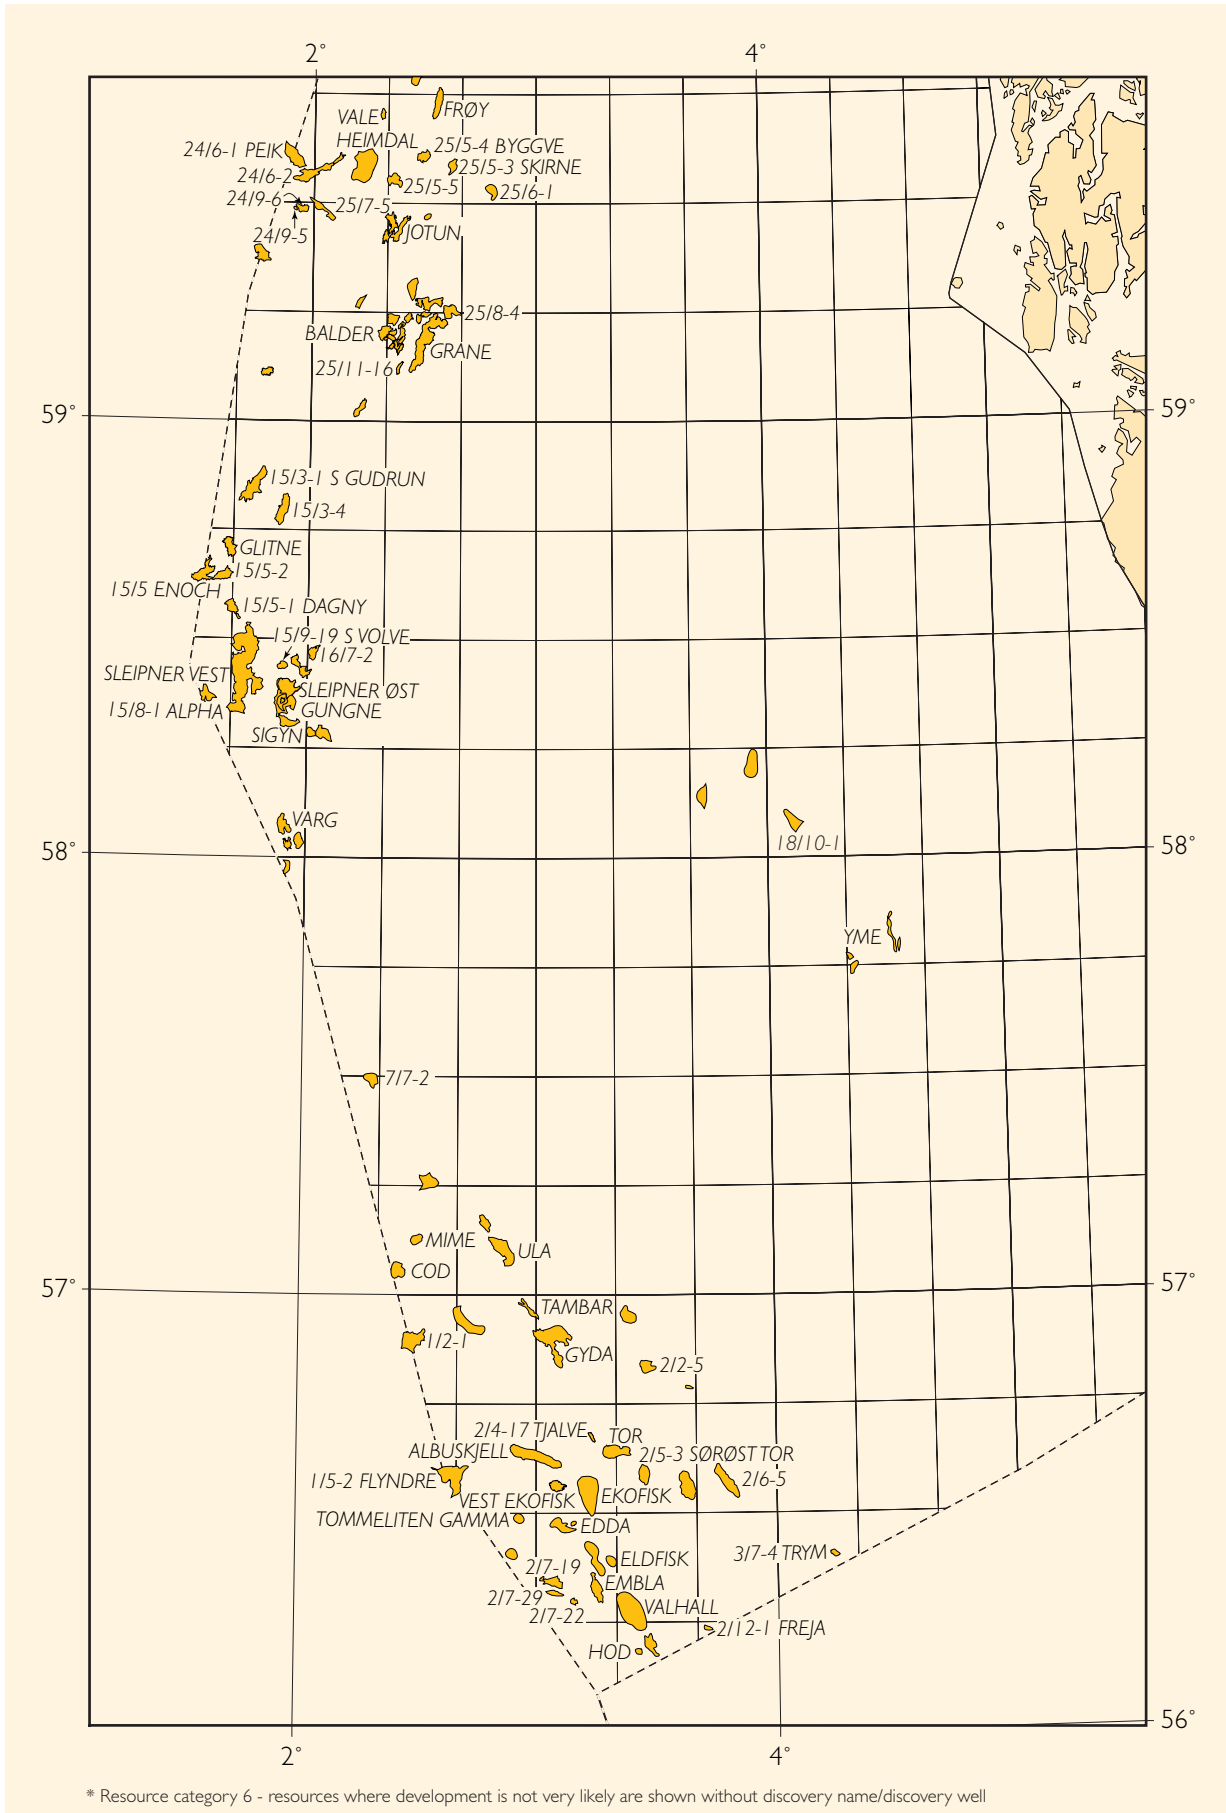 2°
4°
FRØY
VALE
HEIMDAL
25/5-4 BYGGVE
24/6-1 PEIK
25/5-3 SKIRNE
24/6-2
25/5-5
25/6-1
24/9-6
25/7-5
24/9-5
JOTUN
25/8-4
BALDER
GRANE
25/11-16
59°
59°
15/3-1 S GUDRUN
15/3-4
GLITNE
15/5-2
15/5 ENOCH
15/5-1 DAGNY
15/9-19 S VOLVE
16/7-2
SLEIPNER VEST
SLEIPNER ØST
15/8-1 ALPHA
GUNGNE
SIGYN
VARG
18/10-1
58°
58°
YME
7/7-2
MIME
ULA
COD
57°
57°
TAMBAR
1/2-1
GYDA
2/2-5
2/4-17 TJALVE
TOR
ALBUSKJELL
2/5-3 SØRØST TOR
1/5-2 FLYNDRE
2/6-5
VEST EKOFISK
EKOFISK
TOMMELITEN GAMMA
EDDA
3/7-4 TRYM
2/7-19
ELDFISK
EMBLA
2/7-29
VALHALL
2/7-22
2/12-1 FREJA
HOD
56°
2°
4°
* Resource category 6 - resources where development is not very likely are shown without discovery name/discovery well